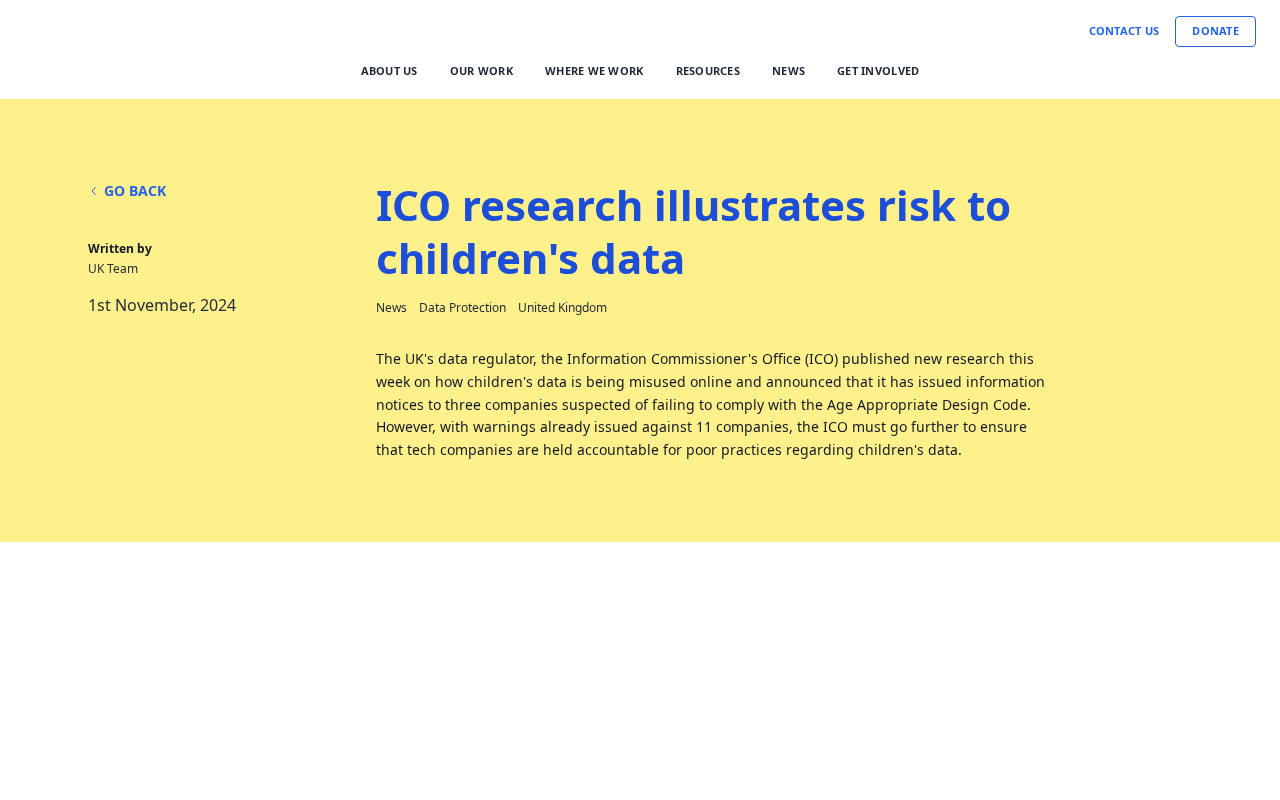 CONTACT US
DONATE
ABOUT US
OUR WORK
WHERE WE WORK
RESOURCES
NEWS
GET INVOLVED
GO BACK
Written by
UK Team
1st November, 2024
ICO research illustrates risk to
children's data
News
Data Protection
United Kingdom
The UK's data regulator, the Information Commissioner's Office (ICO) published new research this
week on how children's data is being misused online and announced that it has issued information
notices to three companies suspected of failing to comply with the Age Appropriate Design Code.
However, with warnings already issued against 11 companies, the ICO must go further to ensure
that tech companies are held accountable for poor practices regarding children's data.